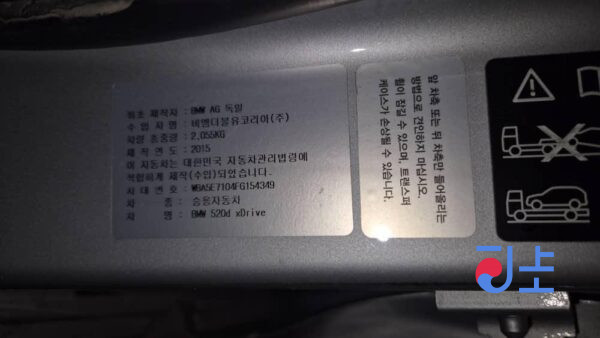 최초 제작자 : BMW AG 독일
수 입 자 명 : 비엠더블유코리아(주)
차량 총중량 : 2,055KG
제 작 연 도 : 2015
이 자동차는 대한민국 자동차관리법령에
적합하게 제작(수입)되었습니다.
차 대 번 호 : WBA5E7104FG154349
차 종 : 승용자동차
차 명 : BMW 520d xDrive
앞 차축 또는 뒤 차축만 들어올리는
방법으로 견인하지 마십시오.
휠이 잠길 수 있으며, 트랜스퍼
케이스가 손상될 수 있습니다.